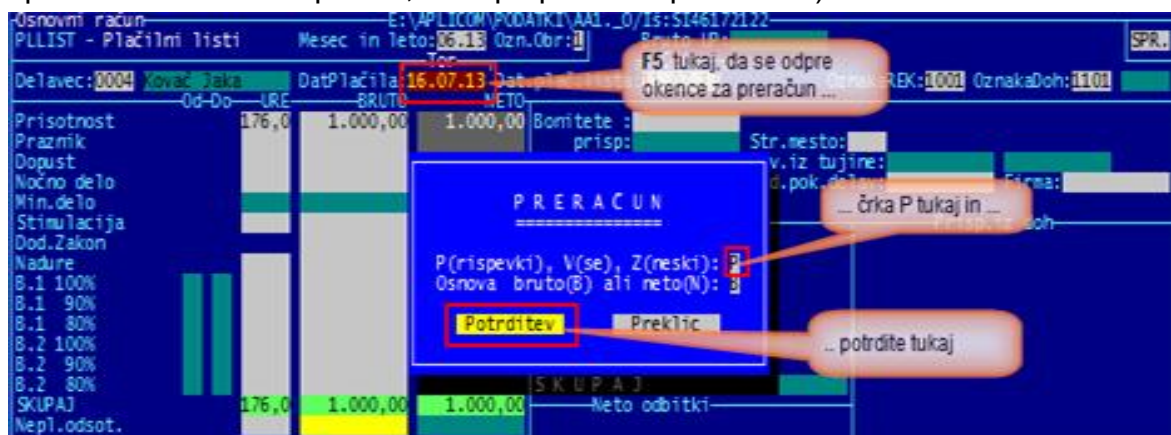 Osnovni račun E:\APLICOM\PODATKI\AA1._0/Is:SI46172122
PLLIST - Plačilni listi Mesec in leto:06.13 Ozn.Obr:1 SPR.
Delavec:0004 Kovač Jaka DatPlačila:16.07.13 REK:1001 OznakaDoh:1101
F5 tukaj, da se odpre
okence za preračun ...
Od-Do URE BRUTO NETO
Prisotnost 176,0 1.000,00 1.000,00 Bonitete :
Praznik prisp: Str.mesto:
Dopust v.iz tujine:
Nočno delo Firma:
Min.delo
Stimulacija
Dod.Zakon
Nadure
B.1 100%
B.1 90%
B.1 80%
B.2 100%
B.2 90%
B.2 80%
SKUPAJ
SKUPAJ 176,0 1.000,00 1.000,00 Neto odbitki
Nepl.odsot.
P R E R A Č U N
===============
P(rispevki), V(se), Z(neski): P
Osnova bruto(B) ali neto(N): B
Potrditev Preklic
... črka P tukaj in ...
.. potrdite tukaj